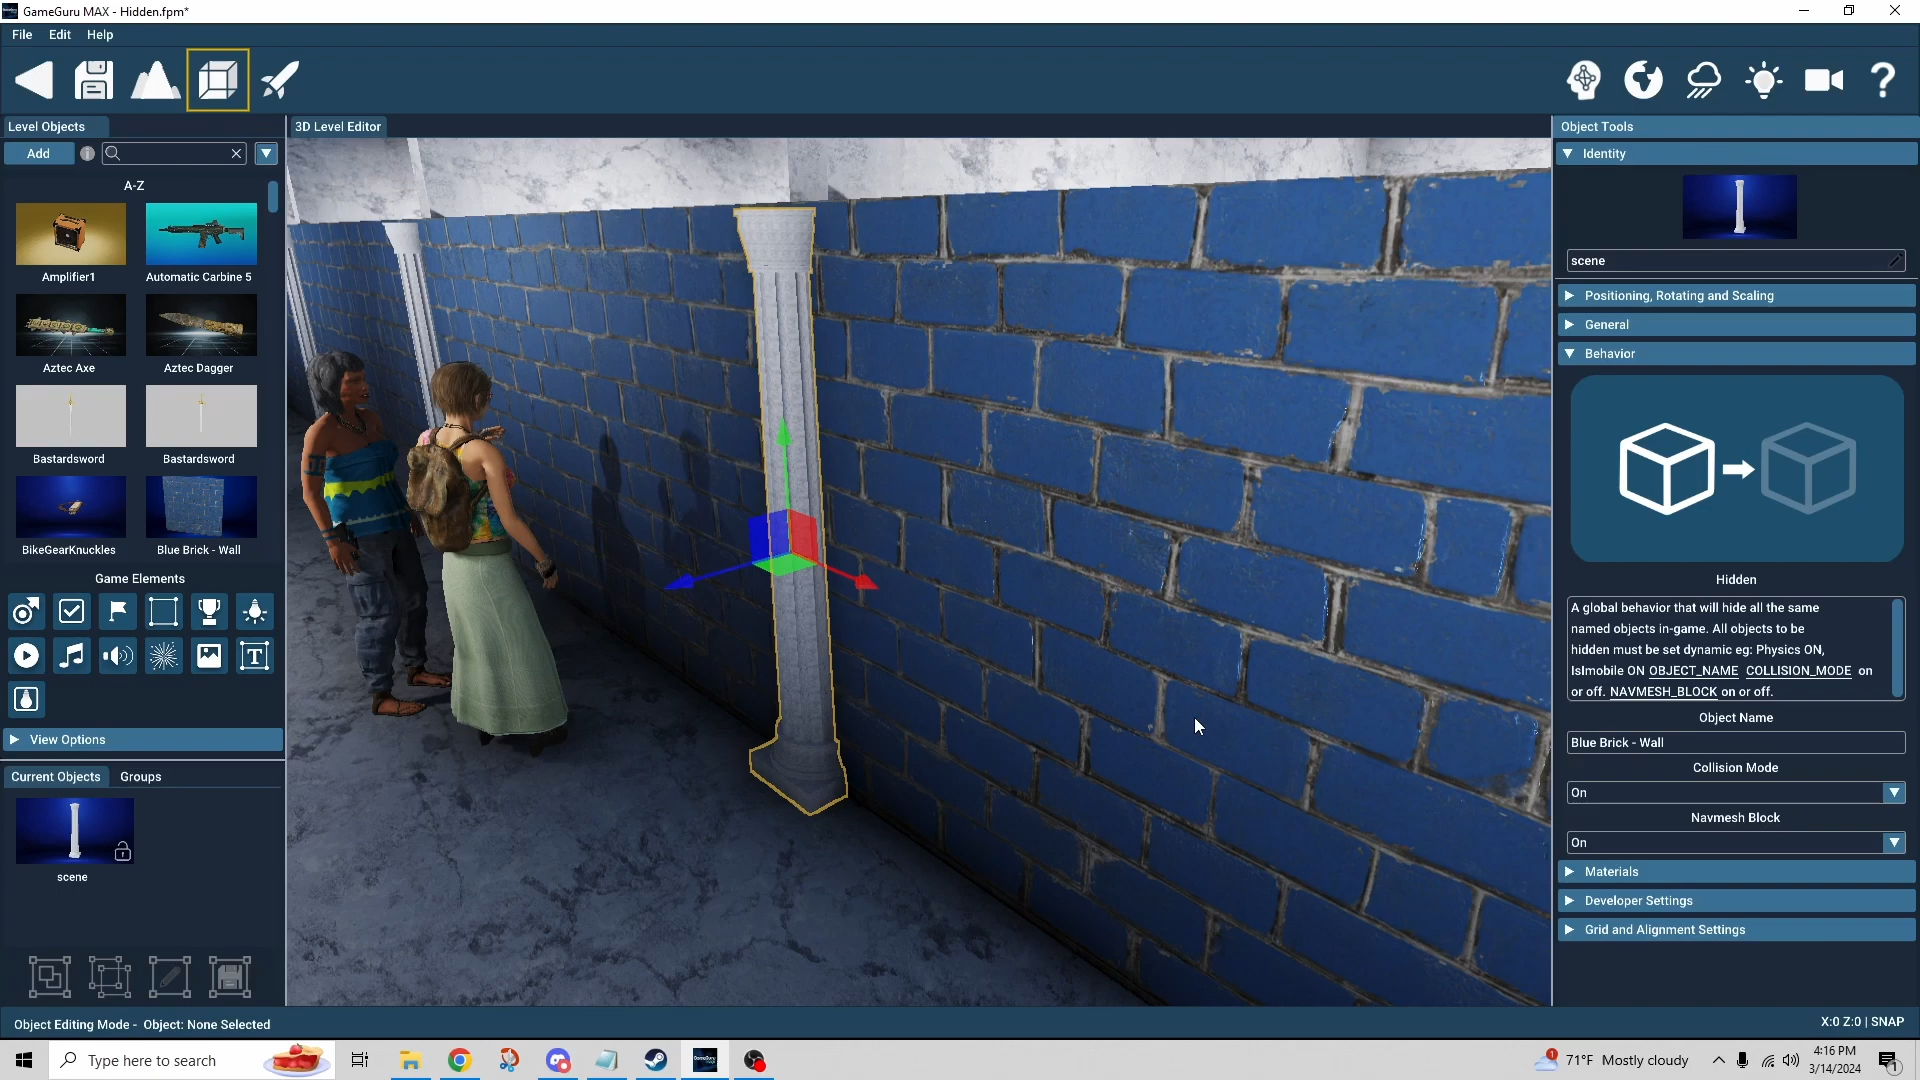 GameGuru MAX - Hidden.fpm*
File Edit Help
Level Objects
3D Level Editor
Object Tools
Add
Identity
A-Z
Amplifier1
Automatic Carbine 5
scene
Aztec Axe
Aztec Dagger
Positioning, Rotating and Scaling
General
Behavior
Bastardsword
Bastardsword
BikeGearKnuckles
Blue Brick - Wall
Game Elements
Hidden
A global behavior that will hide all the same
named objects in-game. All objects to be
hidden must be set dynamic eg: Physics ON,
IsImobile ON OBJECT_NAME COLLISION_MODE on
or off. NAVMESH_BLOCK on or off.
Object Name
Blue Brick - Wall
Collision Mode
On
Navmesh Block
On
View Options
Current Objects Groups
scene
Materials
Developer Settings
Grid and Alignment Settings
Object Editing Mode - Object: None Selected
X:0 Z:0 | SNAP
Type here to search
71°F Mostly cloudy
4:16 PM
3/14/2024